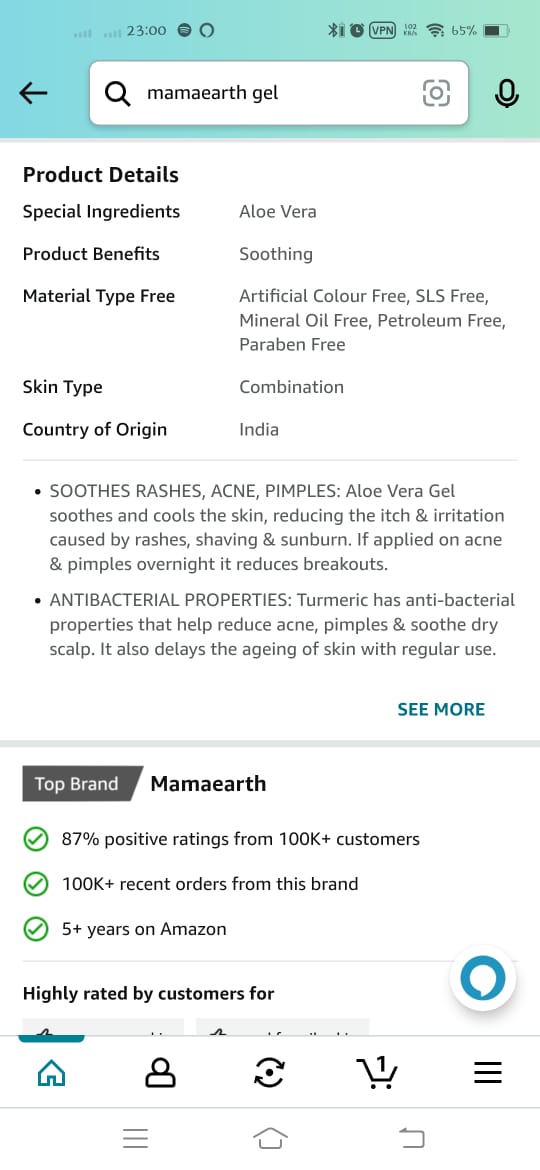 23:00
VPN
102
KB/s
65%
mamaearth gel
Product Details
Special Ingredients Aloe Vera
Product Benefits Soothing
Material Type Free Artificial Colour Free, SLS Free,
Mineral Oil Free, Petroleum Free,
Paraben Free
Skin Type Combination
Country of Origin India
• SOOTHES RASHES, ACNE, PIMPLES: Aloe Vera Gel
soothes and cools the skin, reducing the itch & irritation
caused by rashes, shaving & sunburn. If applied on acne
& pimples overnight it reduces breakouts.
• ANTIBACTERIAL PROPERTIES: Turmeric has anti-bacterial
properties that help reduce acne, pimples & soothe dry
scalp. It also delays the ageing of skin with regular use.
SEE MORE
Top Brand Mamaearth
87% positive ratings from 100K+ customers
100K+ recent orders from this brand
5+ years on Amazon
Highly rated by customers for
1